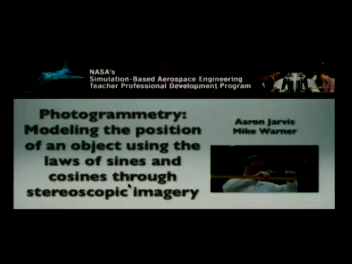 NASA's
Simulation-Based Aerospace Engineering
Teacher Professional Development Program
Photogrammetry:
Modeling the position
of an object using the
laws of sines and
cosines through
stereoscopic imagery
Aaron Jarvis
Mike Warner